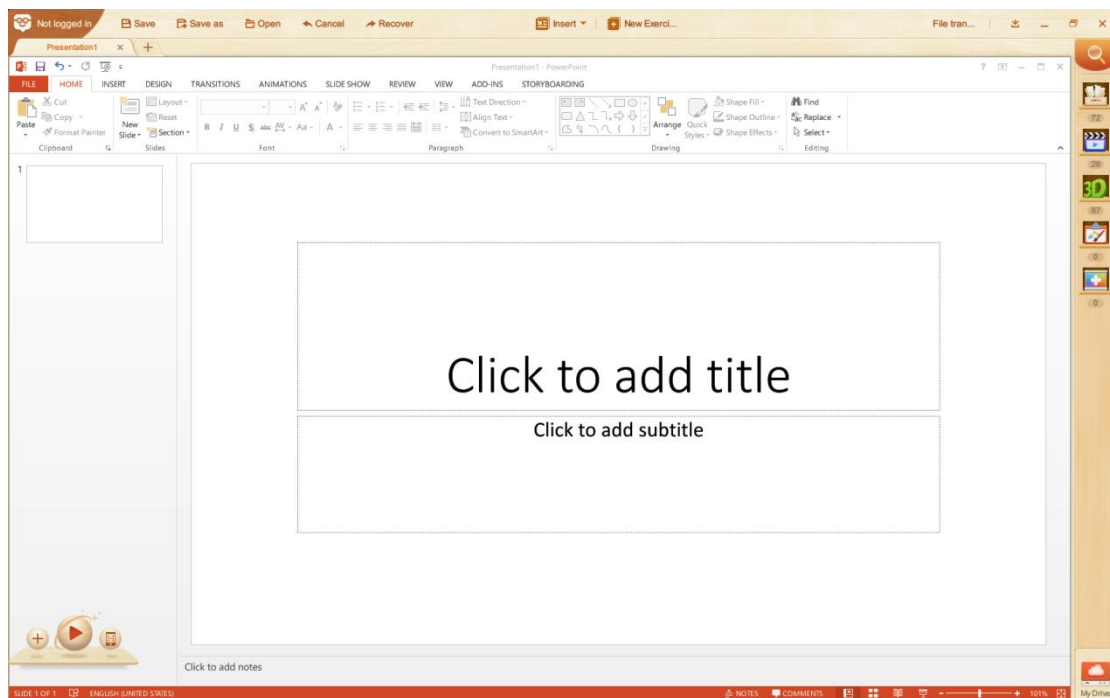 Not logged in Save Save as Open Cancel Recover Insert New Exerci... File tran...
Presentation1
Presentation1 - PowerPoint
FILE HOME INSERT DESIGN TRANSITIONS ANIMATIONS SLIDE SHOW REVIEW VIEW ADD-INS STORYBOARDING
Paste
Cut
Copy
Format Painter
Clipboard
New Slide
Layout
Reset
Section
Slides
B I U S abc AV Aa A
Font
Text Direction
Align Text
Convert to SmartArt
Paragraph
Arrange
Quick Styles
Shape Fill
Shape Outline
Shape Effects
Drawing
Find
Replace
Select
Editing
72
28
3D
87
0
0
1
Click to add title
Click to add subtitle
Click to add notes
SLIDE 1 OF 1 ENGLISH (UNITED STATES) NOTES COMMENTS 101% My Drive